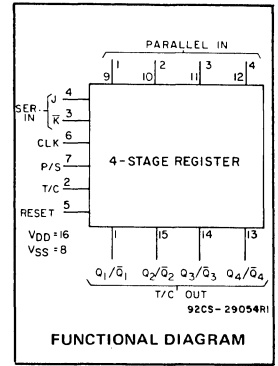 PARALLEL IN
1 2 3 4
9 10 11 12
SER. IN
J 4
K̅ 3
CLK 6
P/S 7
T/C 2
RESET 5
4-STAGE REGISTER
VDD = 16
VSS = 8
1 15 14 13
Q1/Q̅1 Q2/Q̅2 Q3/Q̅3 Q4/Q̅4
T/C OUT
92CS-29054R1
FUNCTIONAL DIAGRAM